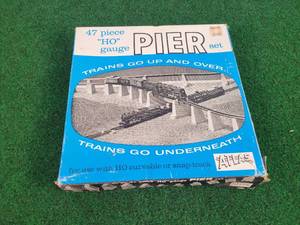 47 piece
"HO" PIER
gauge set
TRAINS GO UP AND OVER...
TRAINS GO UNDERNEATH
for use with HO curvable or snap-track
ATLAS